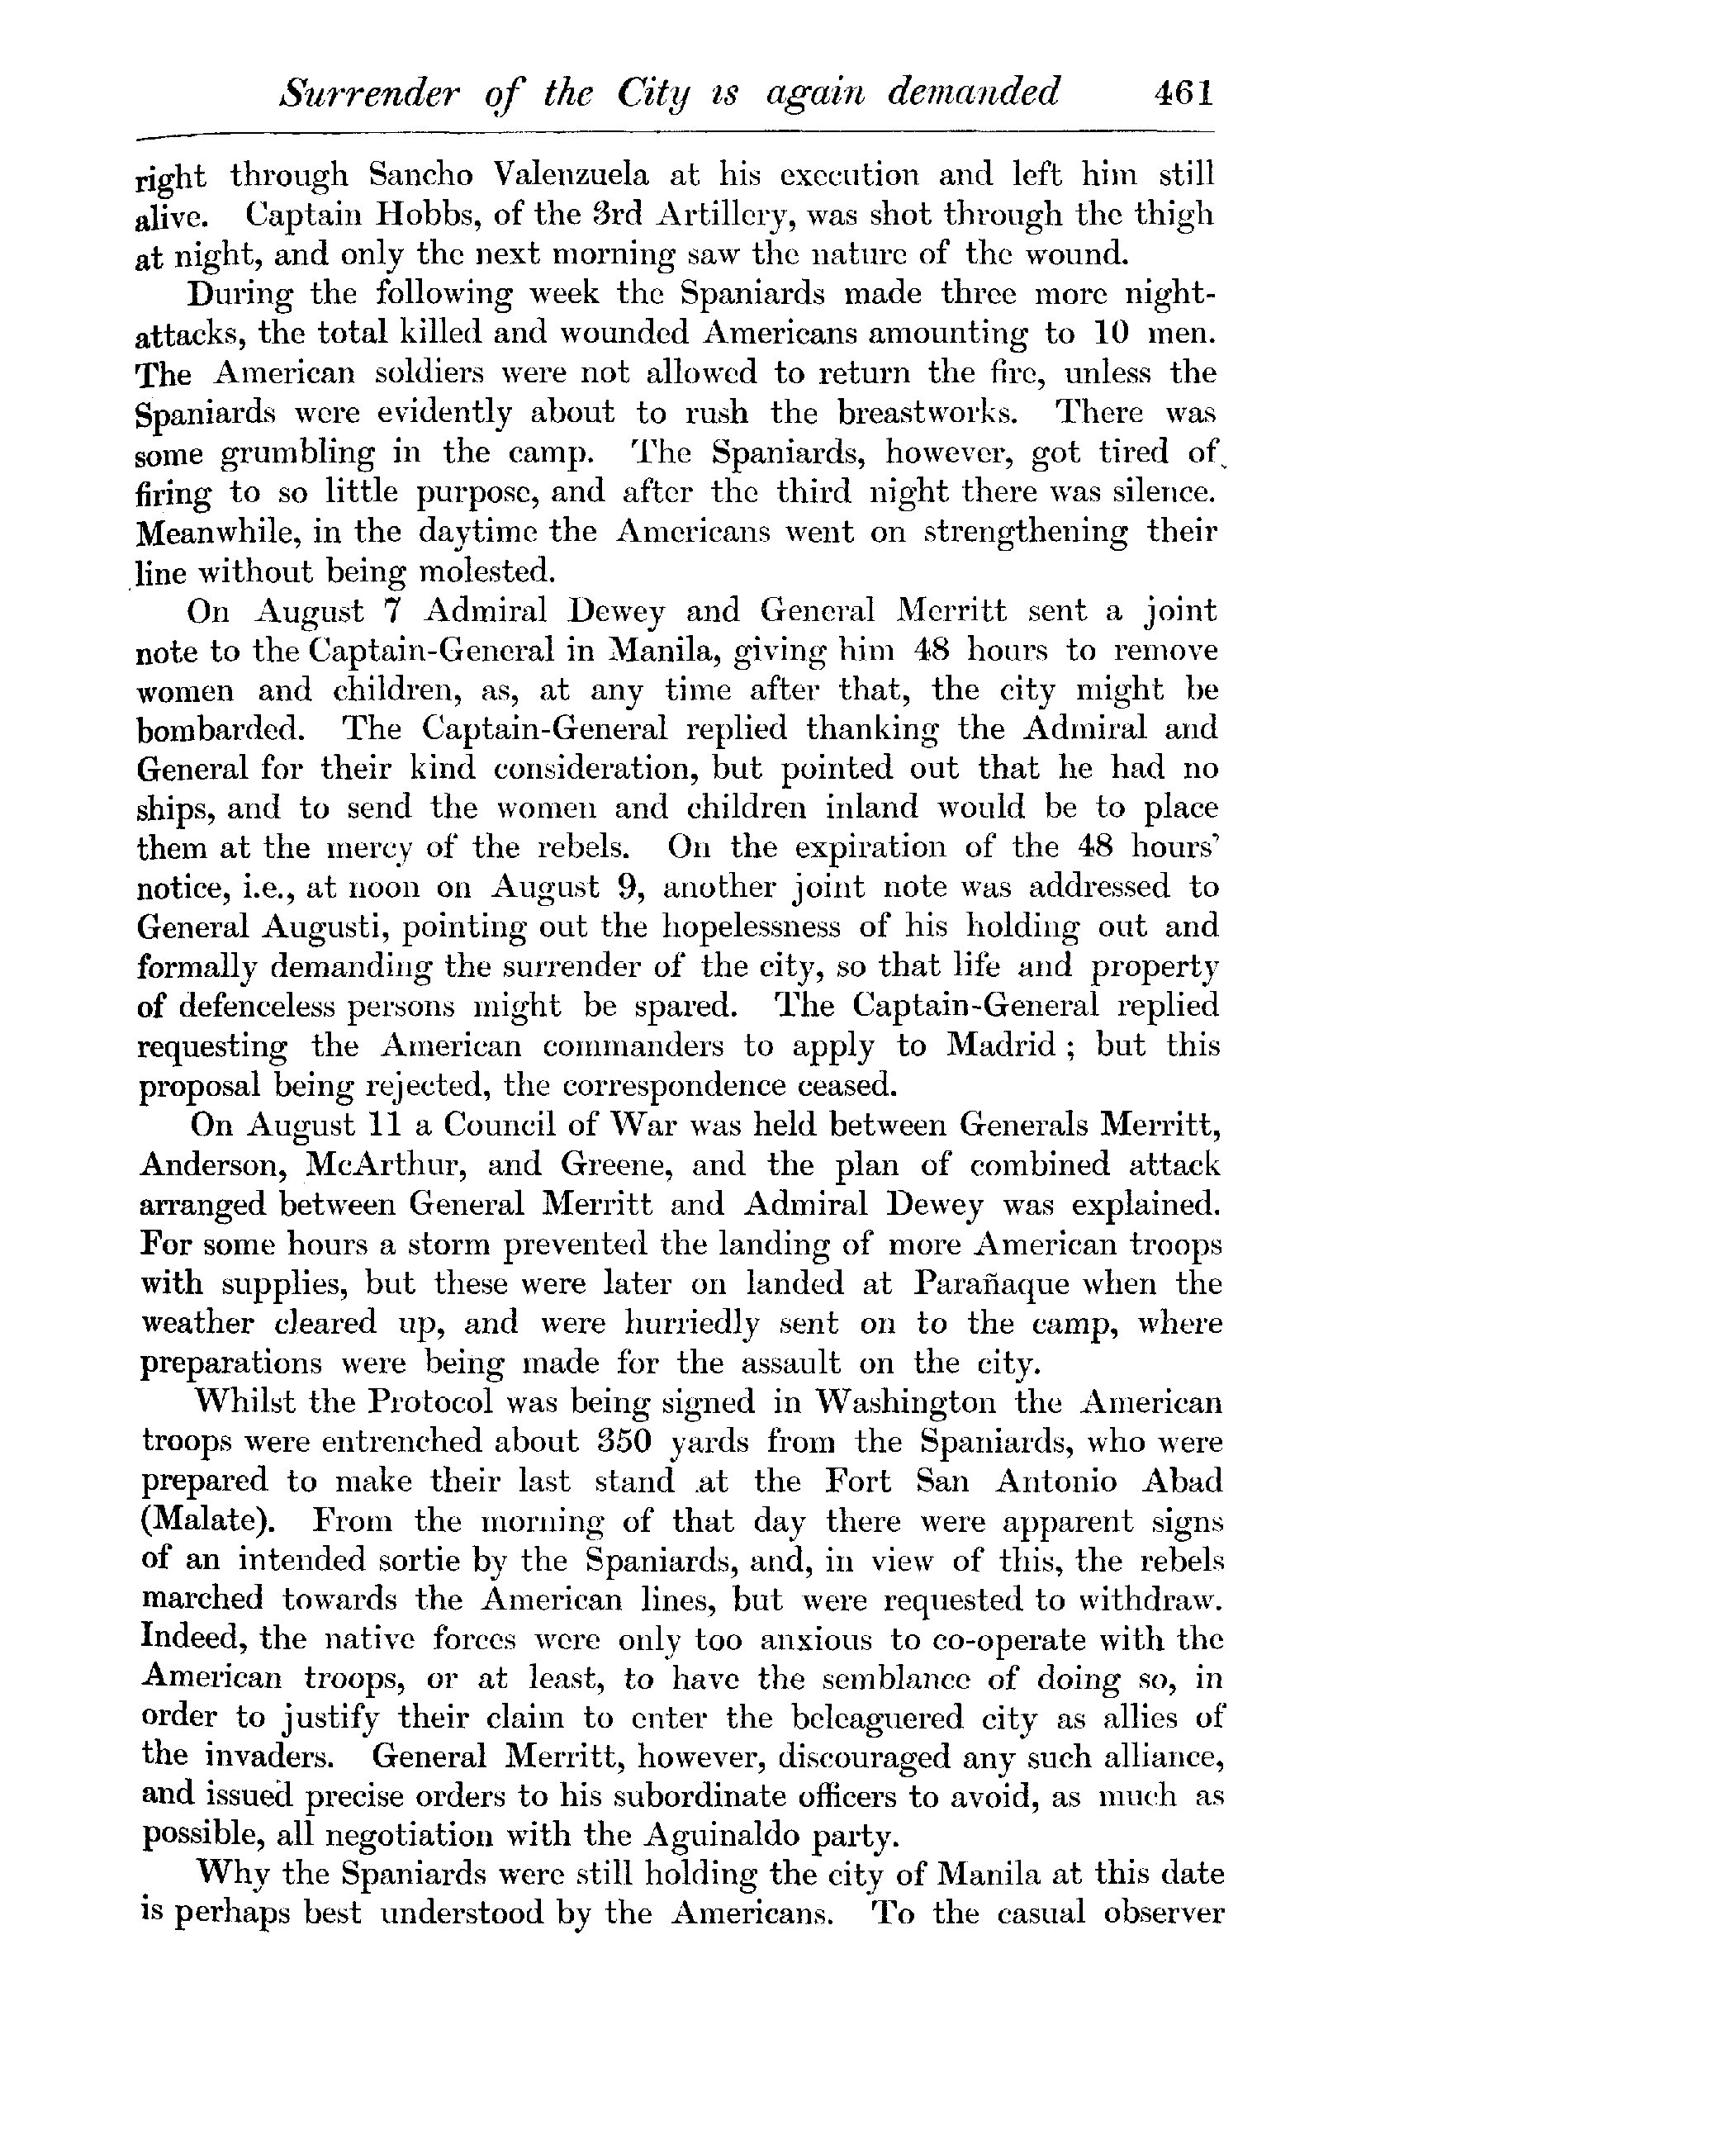 Surrender of the City is again demanded 461
right through Sancho Valenzuela at his execution and left him still
alive. Captain Hobbs, of the 3rd Artillery, was shot through the thigh
at night, and only the next morning saw the nature of the wound.
During the following week the Spaniards made three more night-
attacks, the total killed and wounded Americans amounting to 10 men.
The American soldiers were not allowed to return the fire, unless the
Spaniards were evidently about to rush the breastworks. There was
some grumbling in the camp. The Spaniards, however, got tired of
firing to so little purpose, and after the third night there was silence.
Meanwhile, in the daytime the Americans went on strengthening their
line without being molested.
On August 7 Admiral Dewey and General Merritt sent a joint
note to the Captain-General in Manila, giving him 48 hours to remove
women and children, as, at any time after that, the city might be
bombarded. The Captain-General replied thanking the Admiral and
General for their kind consideration, but pointed out that he had no
ships, and to send the women and children inland would be to place
them at the mercy of the rebels. On the expiration of the 48 hours'
notice, i.e., at noon on August 9, another joint note was addressed to
General Augusti, pointing out the hopelessness of his holding out and
formally demanding the surrender of the city, so that life and property
of defenceless persons might be spared. The Captain-General replied
requesting the American commanders to apply to Madrid ; but this
proposal being rejected, the correspondence ceased.
On August 11 a Council of War was held between Generals Merritt,
Anderson, McArthur, and Greene, and the plan of combined attack
arranged between General Merritt and Admiral Dewey was explained.
For some hours a storm prevented the landing of more American troops
with supplies, but these were later on landed at Parañaque when the
weather cleared up, and were hurriedly sent on to the camp, where
preparations were being made for the assault on the city.
Whilst the Protocol was being signed in Washington the American
troops were entrenched about 350 yards from the Spaniards, who were
prepared to make their last stand at the Fort San Antonio Abad
(Malate). From the morning of that day there were apparent signs
of an intended sortie by the Spaniards, and, in view of this, the rebels
marched towards the American lines, but were requested to withdraw.
Indeed, the native forces were only too anxious to co-operate with the
American troops, or at least, to have the semblance of doing so, in
order to justify their claim to enter the beleaguered city as allies of
the invaders. General Merritt, however, discouraged any such alliance,
and issued precise orders to his subordinate officers to avoid, as much as
possible, all negotiation with the Aguinaldo party.
Why the Spaniards were still holding the city of Manila at this date
is perhaps best understood by the Americans. To the casual observer